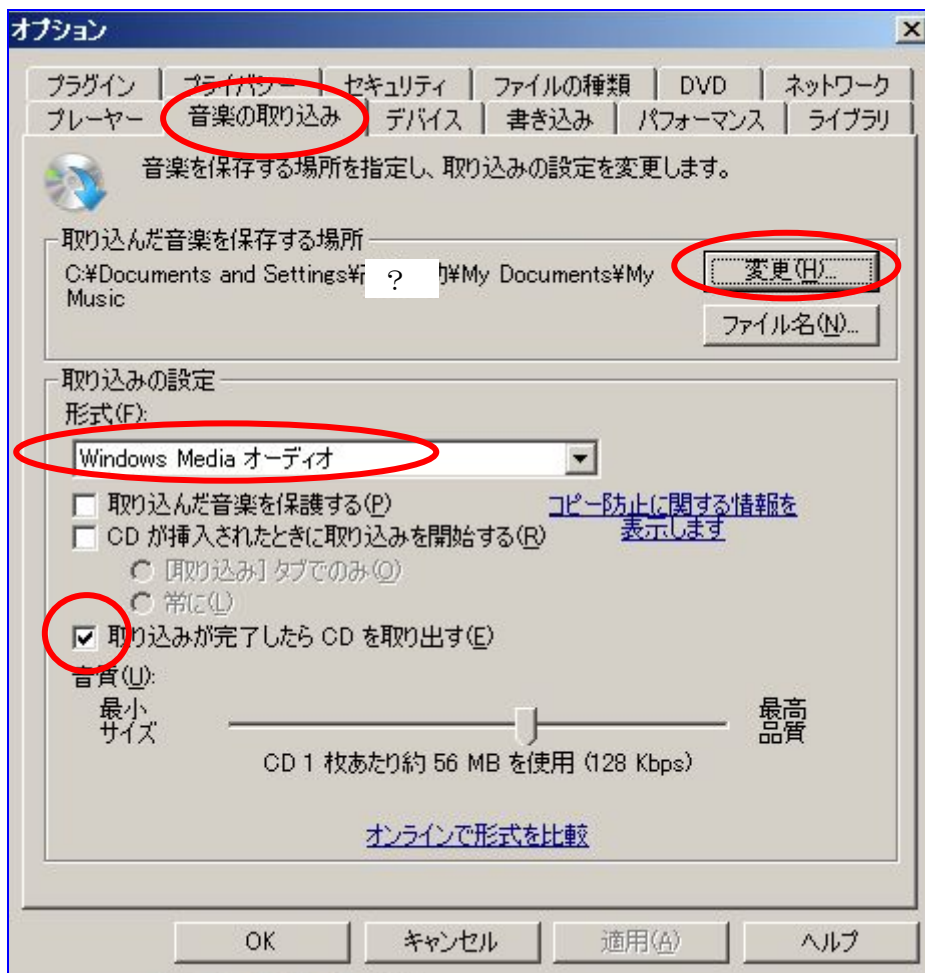 オプション
プラグイン プライバシー セキュリティ ファイルの種類 DVD ネットワーク
プレーヤー 音楽の取り込み デバイス 書き込み パフォーマンス ライブラリ
音楽を保存する場所を指定し、取り込みの設定を変更します。
取り込んだ音楽を保存する場所
C:¥Documents and Settings¥ ? ¥My Documents¥My
Music
変更(H)...
ファイル名(N)...
取り込みの設定
形式(F):
Windows Media オーディオ
取り込んだ音楽を保護する(P)
コピー防止に関する情報を
表示します
CD が挿入されたときに取り込みを開始する(R)
[取り込み] タブでのみ(O)
常に(L)
取り込みが完了したら CD を取り出す(E)
音質(U):
最小
サイズ
最高
品質
CD 1 枚あたり約 56 MB を使用 (128 Kbps)
オンラインで形式を比較
OK キャンセル 適用(A) ヘルプ